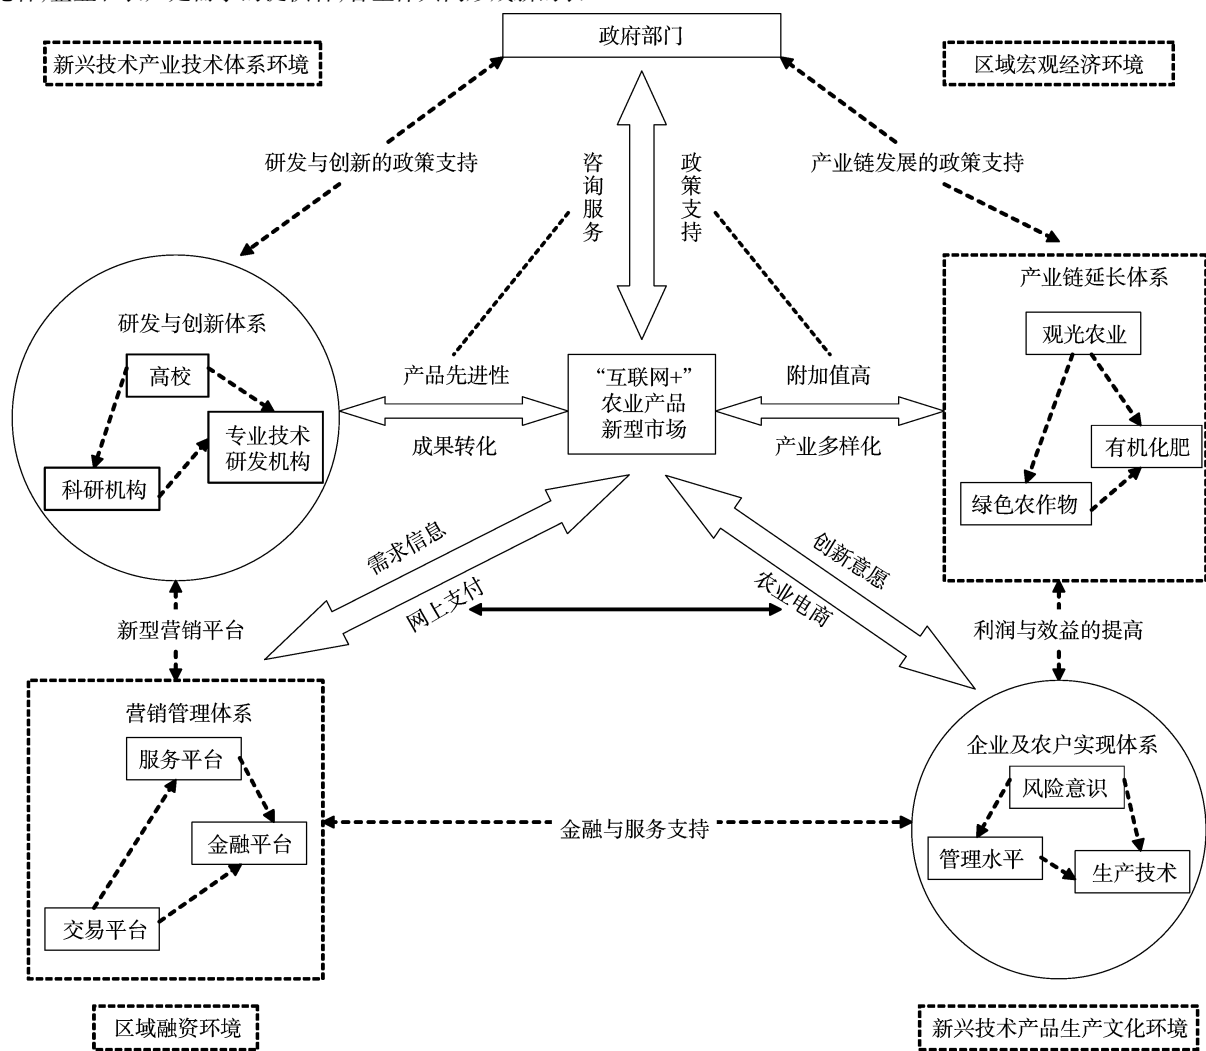 政府部门
新兴技术产业技术体系环境
区域宏观经济环境
研发与创新的政策支持
咨询服务
政策支持
产业链发展的政策支持
研发与创新体系
高校
专业技术
研发机构
科研机构
产品先进性
成果转化
“互联网+”
农业产品
新型市场
附加值高
产业多样化
产业链延长体系
观光农业
有机化肥
绿色农作物
需求信息
网上支付
创新意愿
农业电商
新型营销平台
利润与效益的提高
营销管理体系
服务平台
金融平台
交易平台
金融与服务支持
企业及农户实现体系
风险意识
管理水平
生产技术
区域融资环境
新兴技术产品生产文化环境